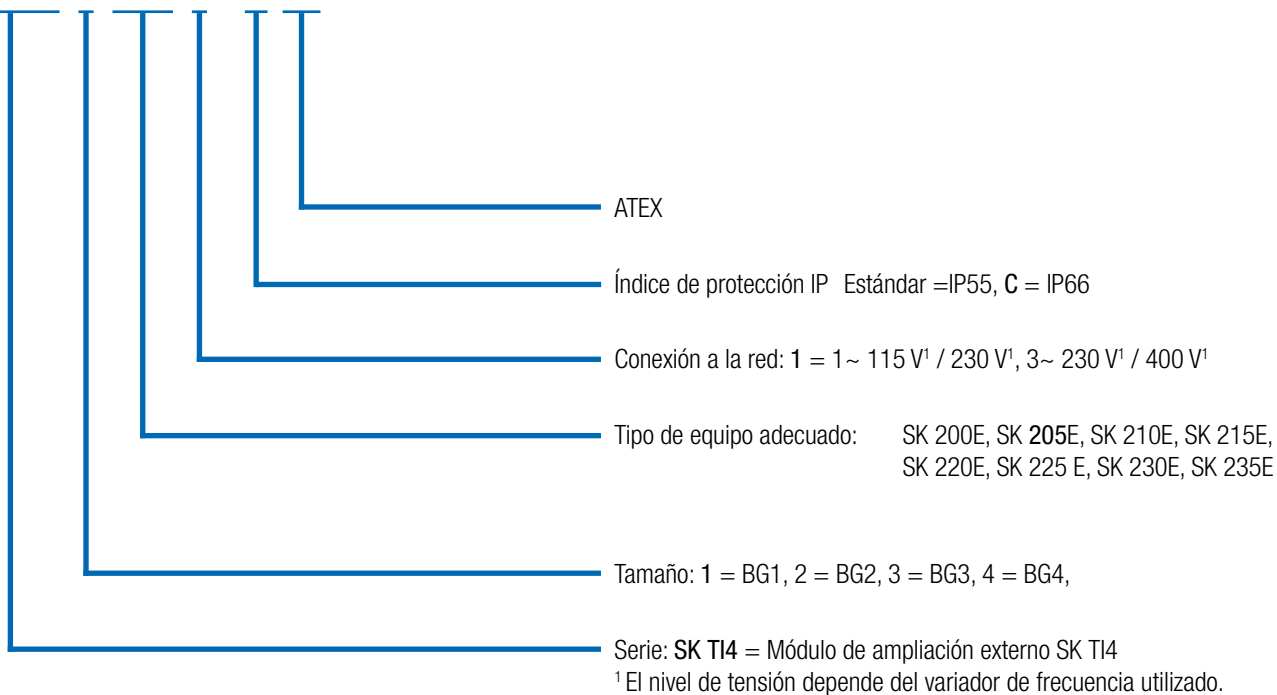 ATEX
Índice de protección IP Estándar =IP55, C = IP66
Conexión a la red: 1 = 1~ 115 V¹ / 230 V¹, 3~ 230 V¹ / 400 V¹
Tipo de equipo adecuado: SK 200E, SK 205E, SK 210E, SK 215E,
SK 220E, SK 225 E, SK 230E, SK 235E
Tamaño: 1 = BG1, 2 = BG2, 3 = BG3, 4 = BG4,
Serie: SK TI4 = Módulo de ampliación externo SK TI4
¹ El nivel de tensión depende del variador de frecuencia utilizado.